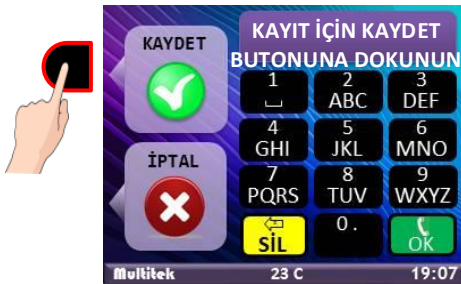 KAYIT İÇİN KAYDET
BUTONUNA DOKUNUN
KAYDET
İPTAL
1 2 3
ABC DEF
4 5 6
GHI JKL MNO
7 8 9
PQRS TUV WXYZ
0 .
SİL OK
Multitek 23 C 19:07